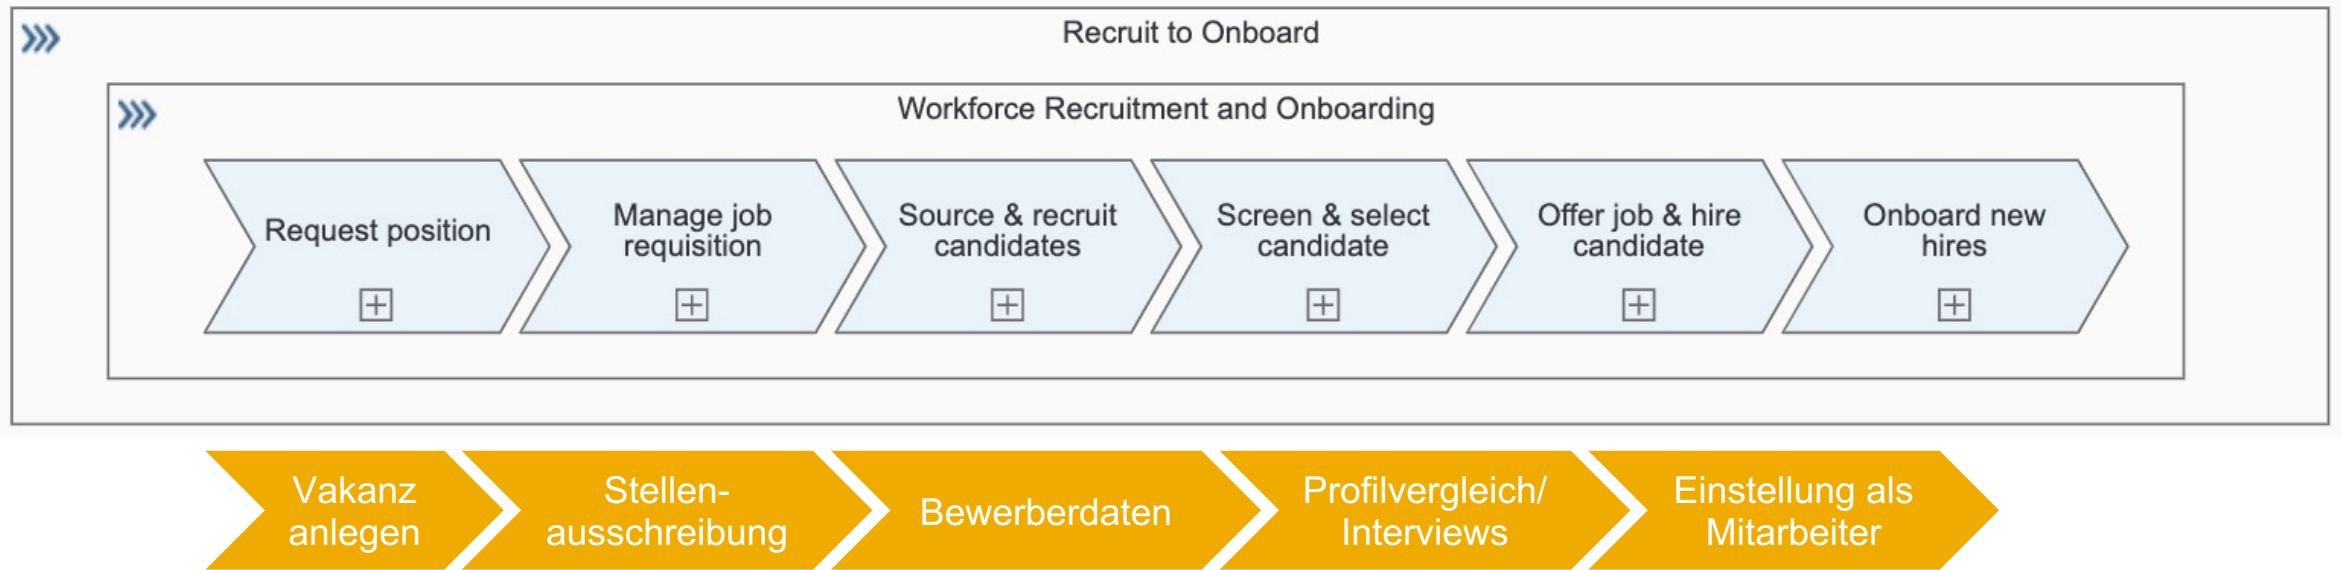 Recruit to Onboard
Workforce Recruitment and Onboarding
Request position
Manage job
requisition
Source & recruit
candidates
Screen & select
candidate
Offer job & hire
candidate
Onboard new
hires
Vakanz
anlegen
Stellen-
ausschreibung
Bewerberdaten
Profilvergleich/
Interviews
Einstellung als
Mitarbeiter